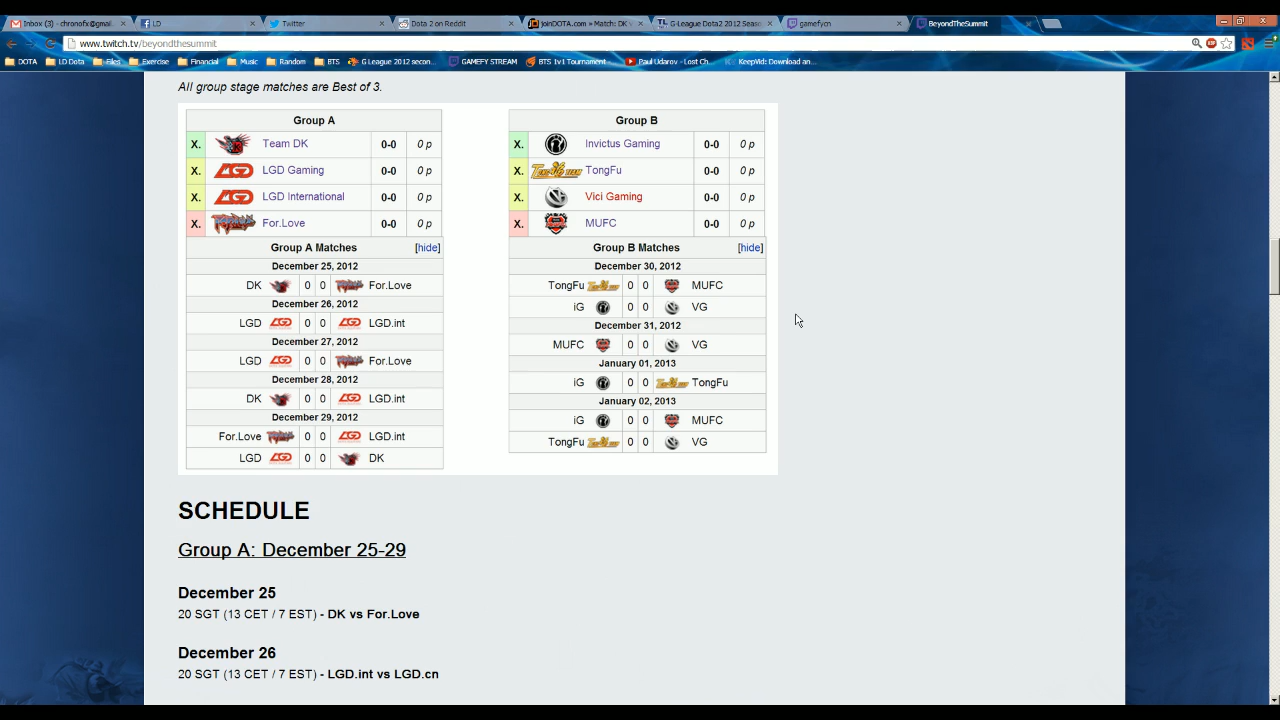 Inbox (3) - chronofx@gmail.
LD
Twitter
Dota 2 on Reddit
joinDOTA.com » Match: DK v
G-League Dota2 2012 Seaso
gamefycn
BeyondTheSummit
www.twitch.tv/beyondthesummit
DOTA LD Dota Files Exercise Financial Music Random BTS G League 2012 secon... GAMEFY STREAM BTS 1v1 Tournament... Paul Udarov - Lost Ch... KeepVid: Download an...
All group stage matches are Best of 3.
Group A
X. Team DK 0-0 0 p
X. LGD Gaming 0-0 0 p
X. LGD International 0-0 0 p
X. For.Love 0-0 0 p
Group A Matches [hide]
December 25, 2012
DK 0 0 For.Love
December 26, 2012
LGD 0 0 LGD.int
December 27, 2012
LGD 0 0 For.Love
December 28, 2012
DK 0 0 LGD.int
December 29, 2012
For.Love 0 0 LGD.int
LGD 0 0 DK
Group B
X. Invictus Gaming 0-0 0 p
X. TongFu 0-0 0 p
X. Vici Gaming 0-0 0 p
X. MUFC 0-0 0 p
Group B Matches [hide]
December 30, 2012
TongFu 0 0 MUFC
iG 0 0 VG
December 31, 2012
MUFC 0 0 VG
January 01, 2013
iG 0 0 TongFu
January 02, 2013
iG 0 0 MUFC
TongFu 0 0 VG
SCHEDULE
Group A: December 25-29
December 25
20 SGT (13 CET / 7 EST) - DK vs For.Love
December 26
20 SGT (13 CET / 7 EST) - LGD.int vs LGD.cn